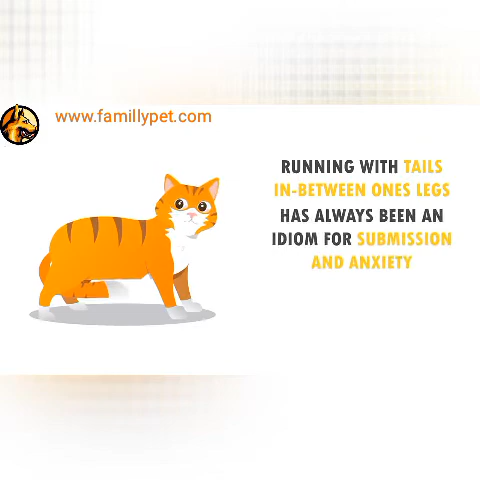 www.famillypet.com
RUNNING WITH TAILS
IN-BETWEEN ONES LEGS
HAS ALWAYS BEEN AN
IDIOM FOR SUBMISSION
AND ANXIETY